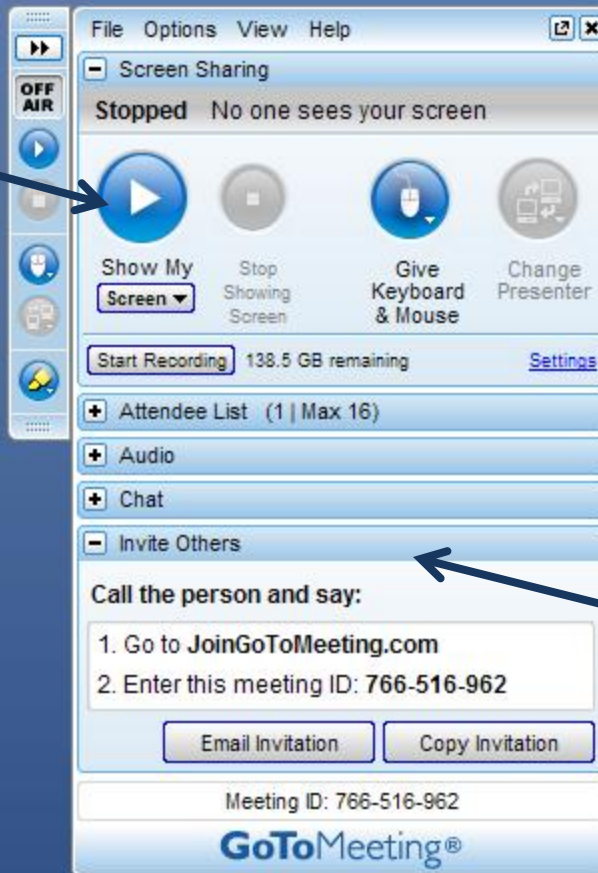 File Options View Help
Screen Sharing
OFF
AIR
Stopped No one sees your screen
Show My
Screen
Stop
Showing
Screen
Give
Keyboard
& Mouse
Change
Presenter
Start Recording 138.5 GB remaining Settings
Attendee List (1 | Max 16)
Audio
Chat
Invite Others
Call the person and say:
1. Go to JoinGoToMeeting.com
2. Enter this meeting ID: 766-516-962
Email Invitation Copy Invitation
Meeting ID: 766-516-962
GoToMeeting®